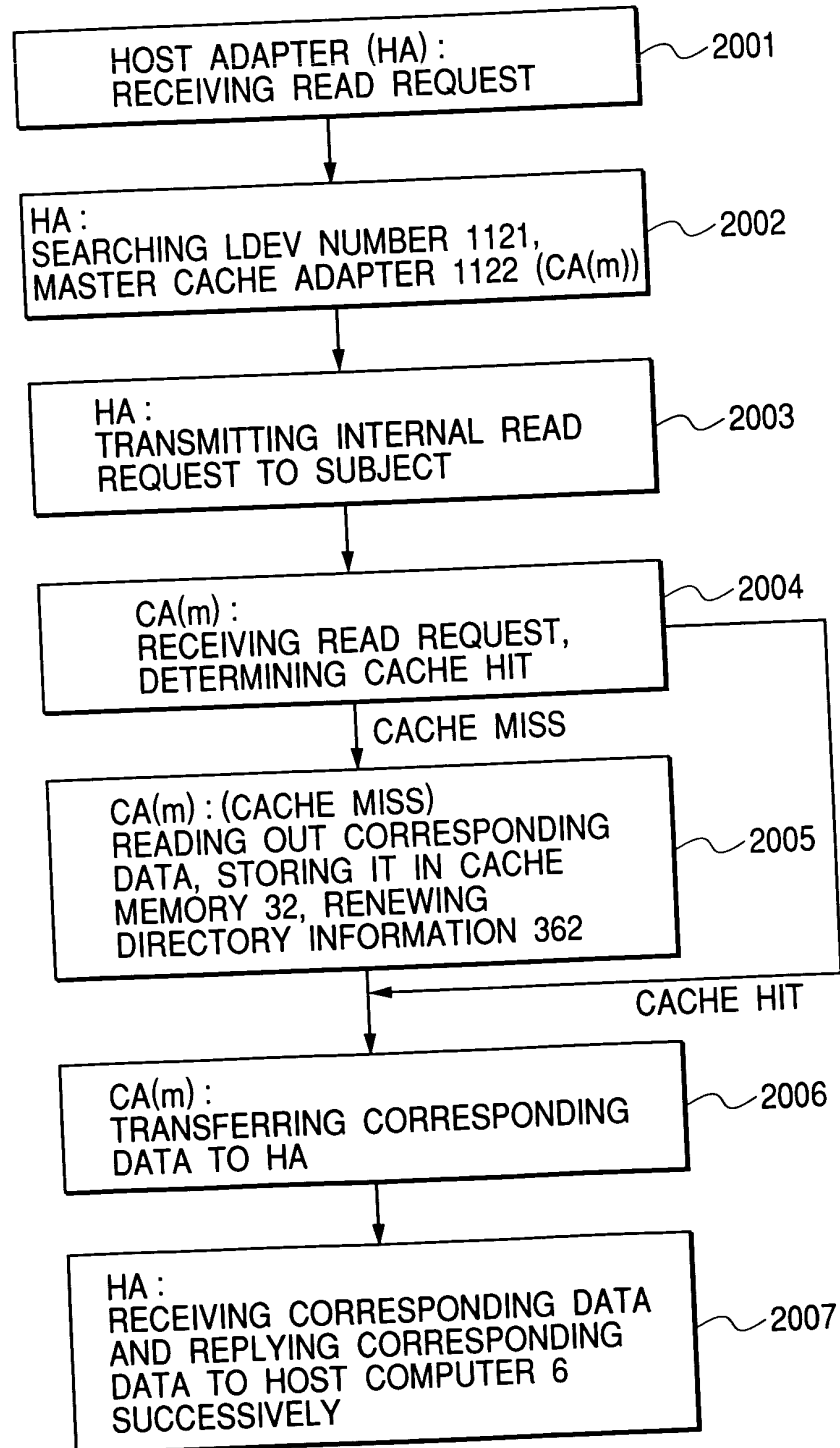 HOST ADAPTER (HA) :
RECEIVING READ REQUEST
2001
HA :
SEARCHING LDEV NUMBER 1121,
MASTER CACHE ADAPTER 1122 (CA(m))
2002
HA :
TRANSMITTING INTERNAL READ
REQUEST TO SUBJECT
2003
CA(m) :
RECEIVING READ REQUEST,
DETERMINING CACHE HIT
2004
CACHE MISS
CA(m) : (CACHE MISS)
READING OUT CORRESPONDING
DATA, STORING IT IN CACHE
MEMORY 32, RENEWING
DIRECTORY INFORMATION 362
2005
CACHE HIT
CA(m) :
TRANSFERRING CORRESPONDING
DATA TO HA
2006
HA :
RECEIVING CORRESPONDING DATA
AND REPLYING CORRESPONDING
DATA TO HOST COMPUTER 6
SUCCESSIVELY
2007